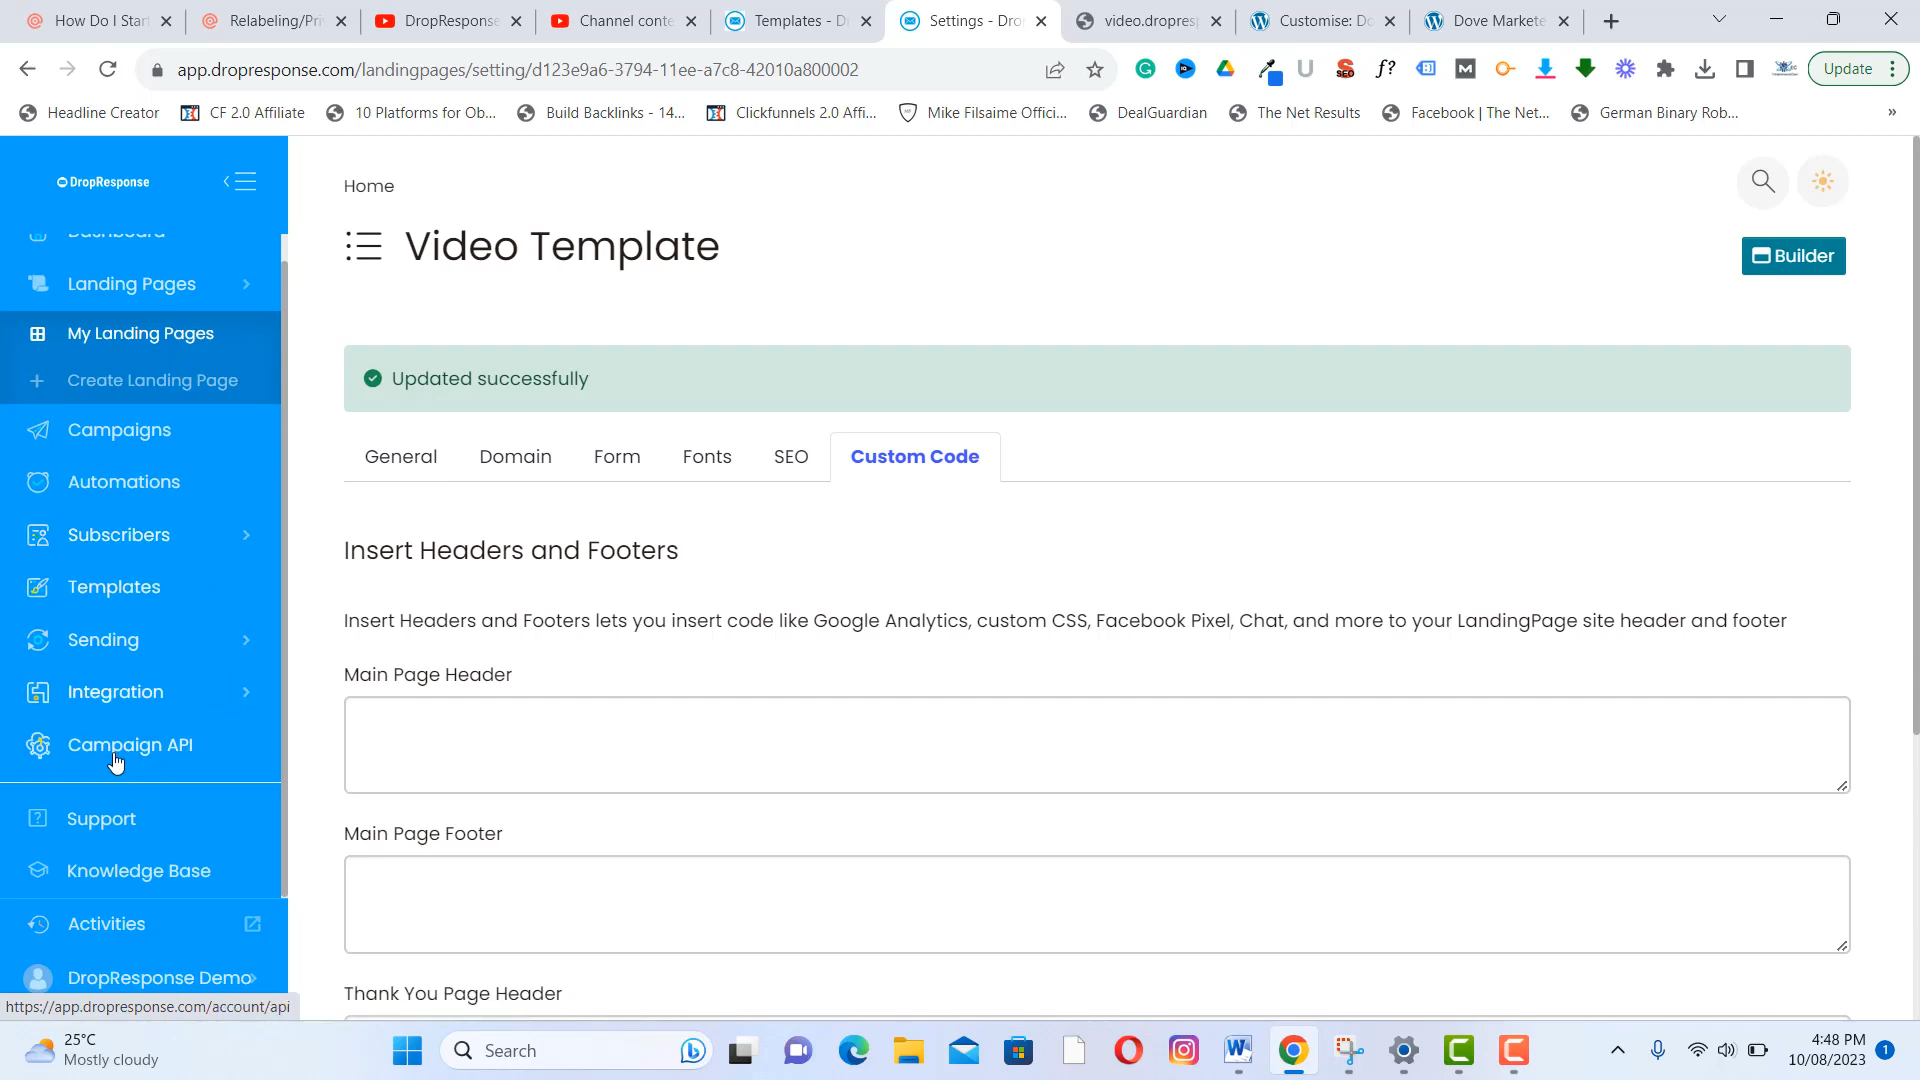 How Do I Star
Relabeling/Pri
DropResponse
Channel conte
Templates - D
Settings - Dro
video.dropresp
Customise: Do
Dove Markete
app.dropresponse.com/landingpages/setting/d123e9a6-3794-11ee-a7c8-42010a800002
Update
Headline Creator
CF 2.0 Affiliate
10 Platforms for Ob...
Build Backlinks - 14...
Clickfunnels 2.0 Affi...
Mike Filsaime Offici...
DealGuardian
The Net Results
Facebook | The Net...
German Binary Rob...
»
DropResponse
Dashboard
Landing Pages
My Landing Pages
Create Landing Page
Campaigns
Automations
Subscribers
Templates
Sending
Integration
Campaign API
Support
Knowledge Base
Activities
DropResponse Demo
https://app.dropresponse.com/account/api
Home
Video Template
Builder
Updated successfully
General
Domain
Form
Fonts
SEO
Custom Code
Insert Headers and Footers
Insert Headers and Footers lets you insert code like Google Analytics, custom CSS, Facebook Pixel, Chat, and more to your LandingPage site header and footer
Main Page Header
Main Page Footer
Thank You Page Header
25°C
Mostly cloudy
Search
4:48 PM
10/08/2023
1